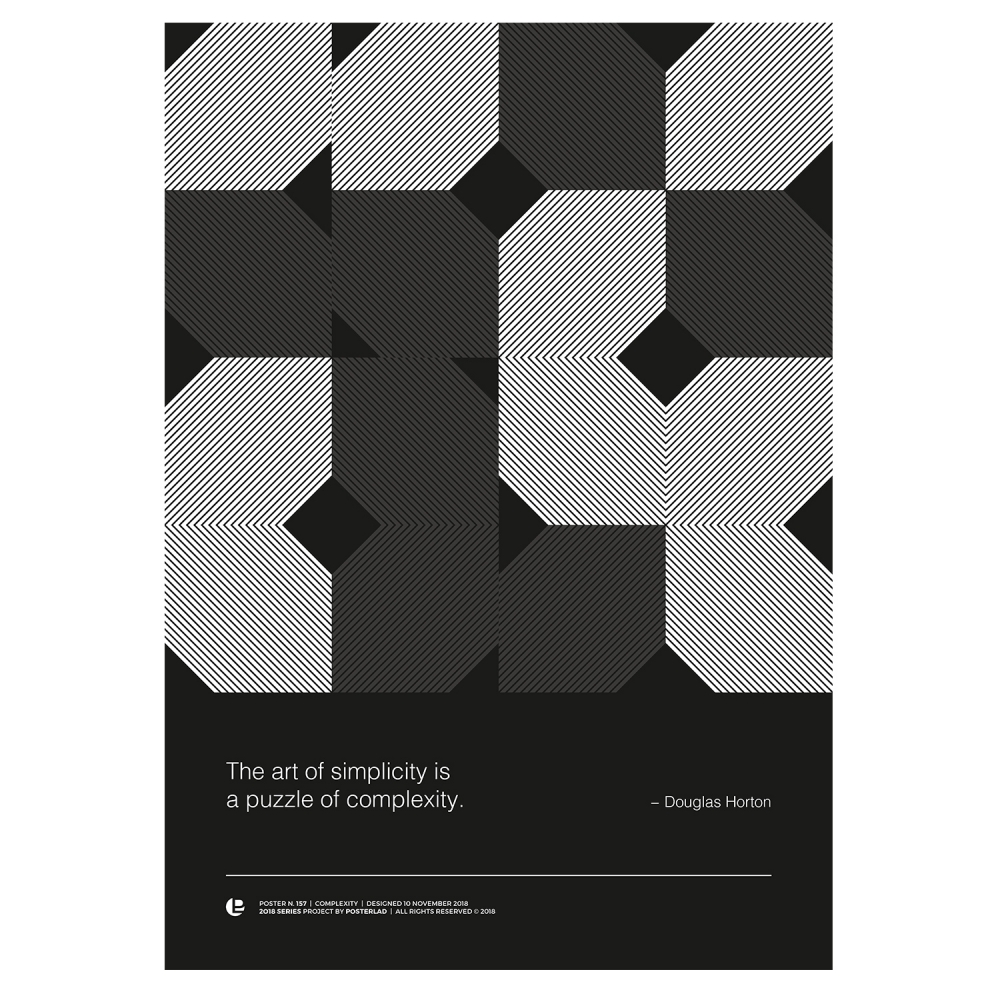 The art of simplicity is
a puzzle of complexity.
– Douglas Horton
POSTER N. 157 | COMPLEXITY | DESIGNED 10 NOVEMBER 2018
2018 SERIES PROJECT BY POSTERLAD | ALL RIGHTS RESERVED © 2018